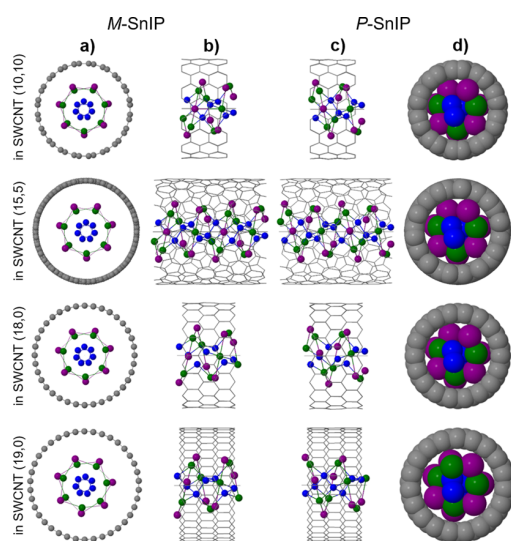 M-SnIP P-SnIP
a) b) c) d)
in SWCNT (10,10)
in SWCNT (15,5)
in SWCNT (18,0)
in SWCNT (19,0)